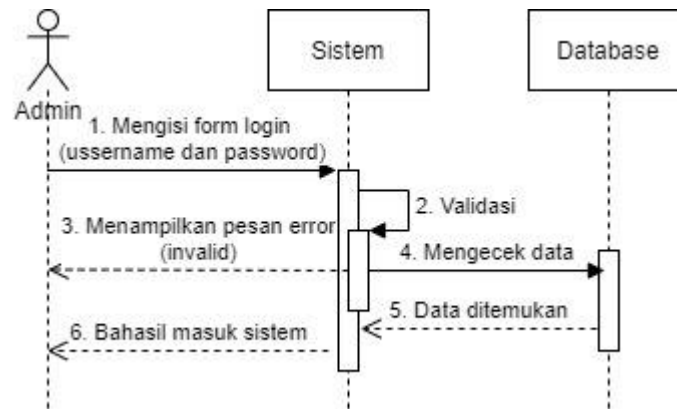 Sistem
Database
Admin
1. Mengisi form login
(ussername dan password)
2. Validasi
3. Menampilkan pesan error
(invalid)
4. Mengecek data
5. Data ditemukan
6. Bahasil masuk sistem